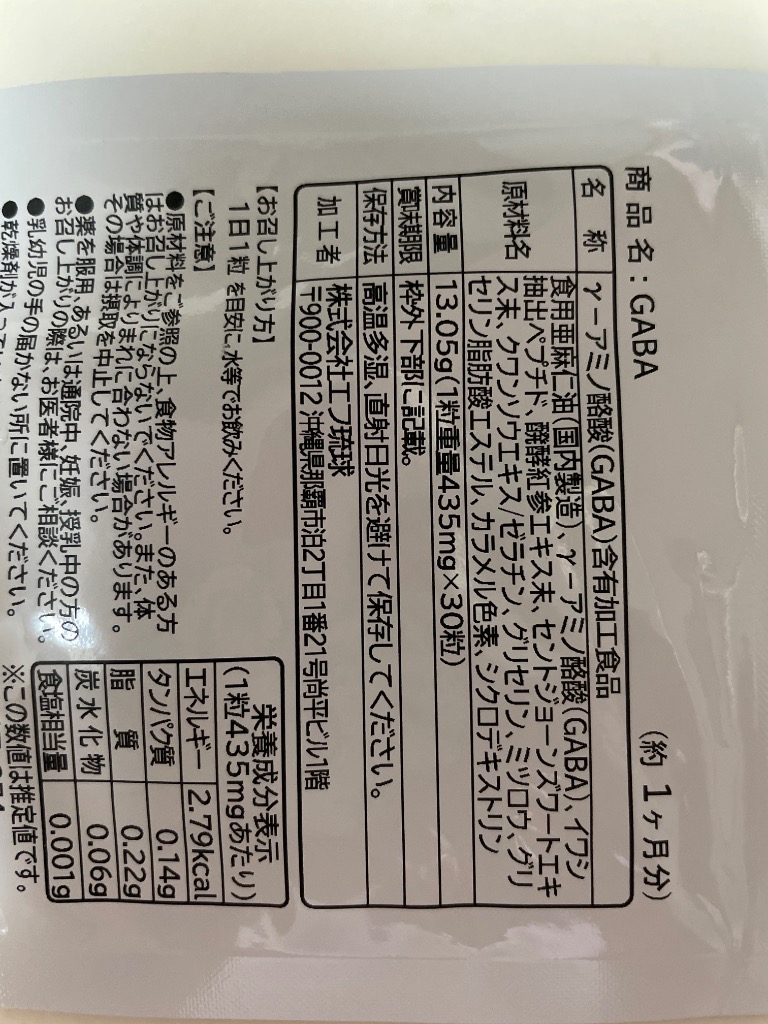 商品名：GABA (約1ヶ月分)
名称 γ－アミノ酪酸(GABA)含有加工食品
原材料名 食用亜麻仁油(国内製造)、γ－アミノ酪酸(GABA)、イワシ
抽出ペプチド、醗酵紅参エキス末、セントジョーンズワートエキ
ス末、クワンソウエキス/ゼラチン、グリセリン、ミツロウ、グリ
セリン脂肪酸エステル、カラメル色素、シクロデキストリン
内容量 13.05g(1粒重量435mg×30粒)
賞味期限 枠外下部に記載。
保存方法 高温多湿、直射日光を避けて保存してください。
加工者 株式会社エフ琉球
〒900-0012 沖縄県那覇市泊2丁目1番21号尚平ビル1階
【お召し上がり方】
1日1粒を目安に、水等でお飲みください。
【ご注意】
●原材料をご参照の上、食物アレルギーのある方
はお召し上がりにならないでください。また、体
質や体調によりまれに合わない場合があります。
その場合は摂取を中止してください。
●薬を服用、あるいは通院中、妊娠、授乳中の方の
お召し上がりの際は、お医者様にご相談ください。
●乳幼児の手の届かない所に置いてください。
●乾燥剤が入って
栄養成分表示
(1粒435mgあたり)
エネルギー 2.79kcal
タンパク質 0.14g
脂質 0.22g
炭水化物 0.06g
食塩相当量 0.001g
※この数値は推定値です。